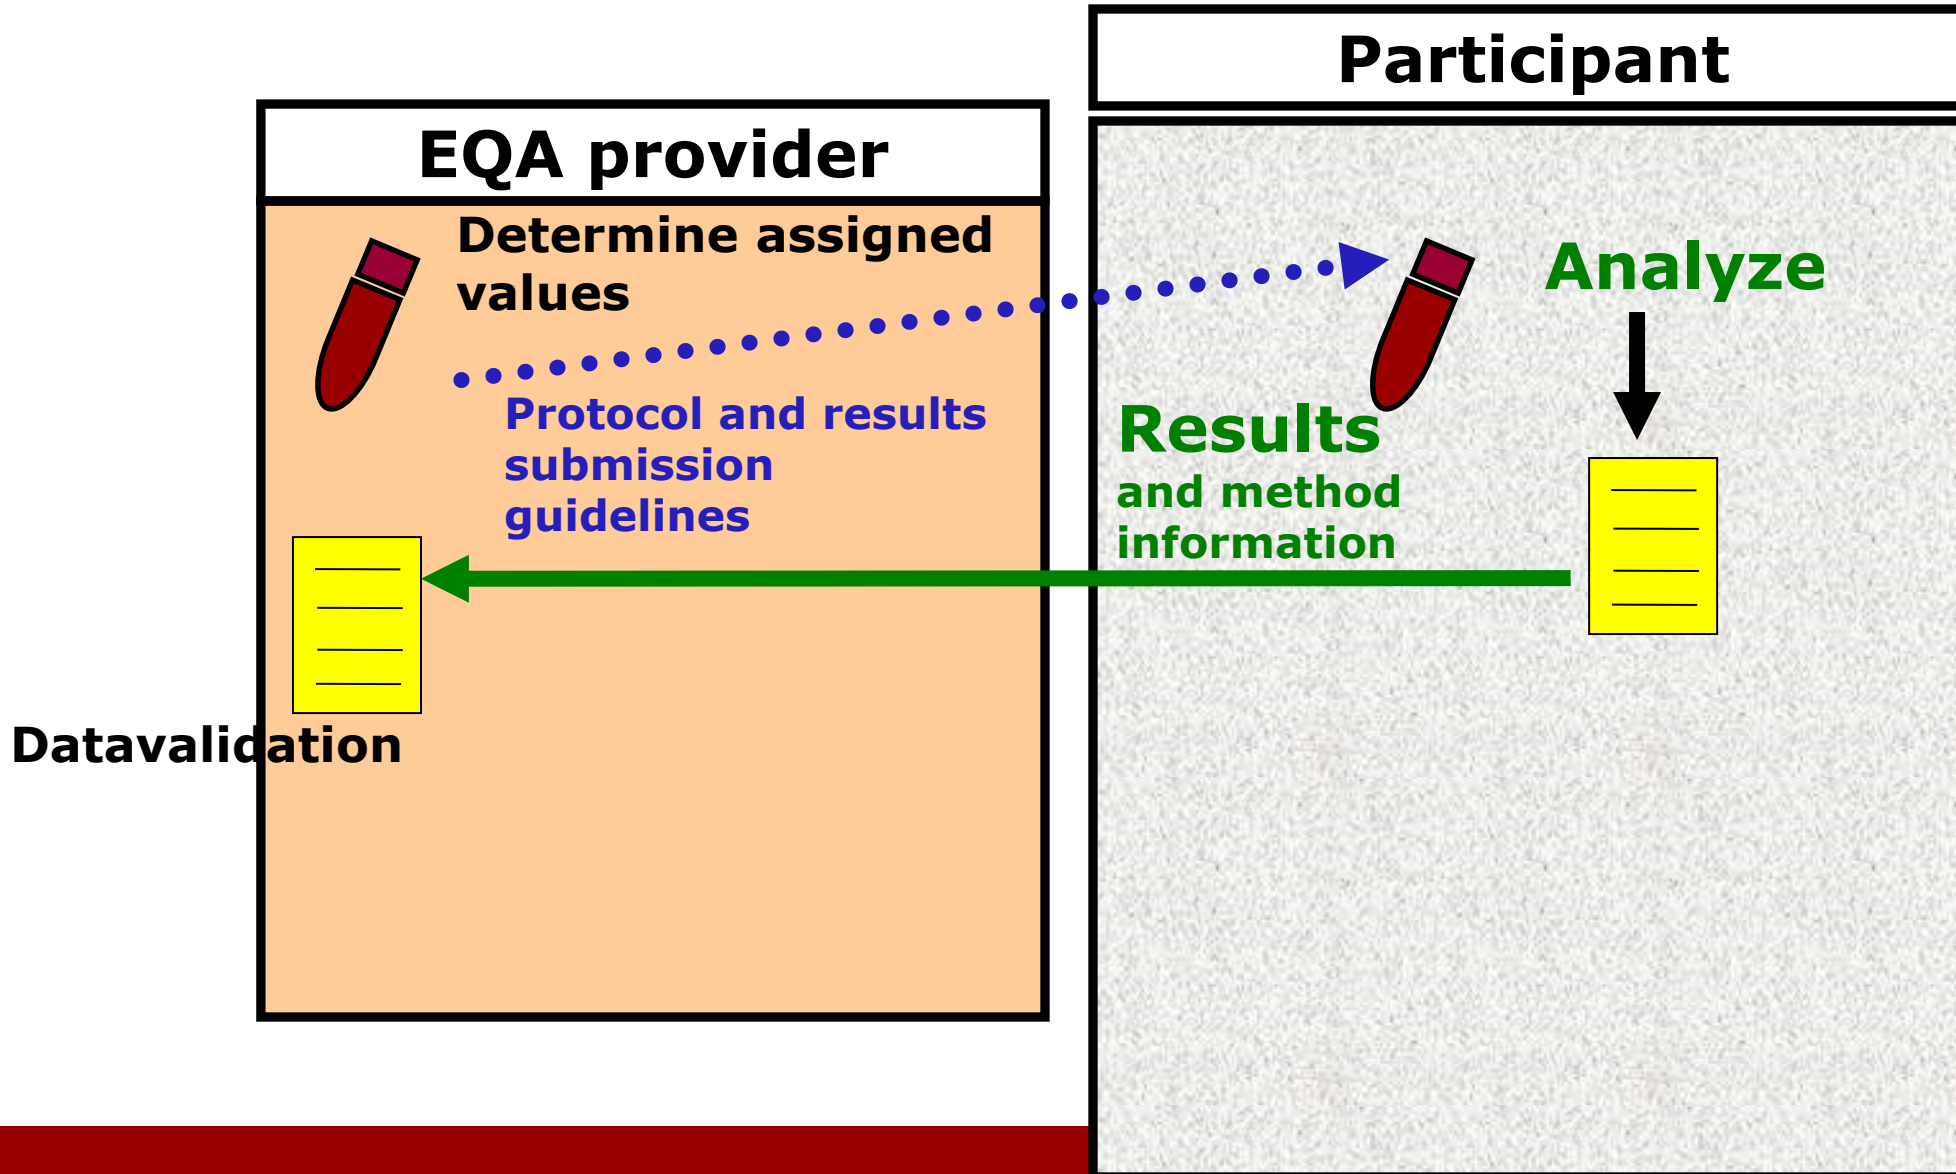 Participant
EQA provider
Determine assigned
values
Analyze
Protocol and results
submission
guidelines
Results
and method
information
Datavalidation